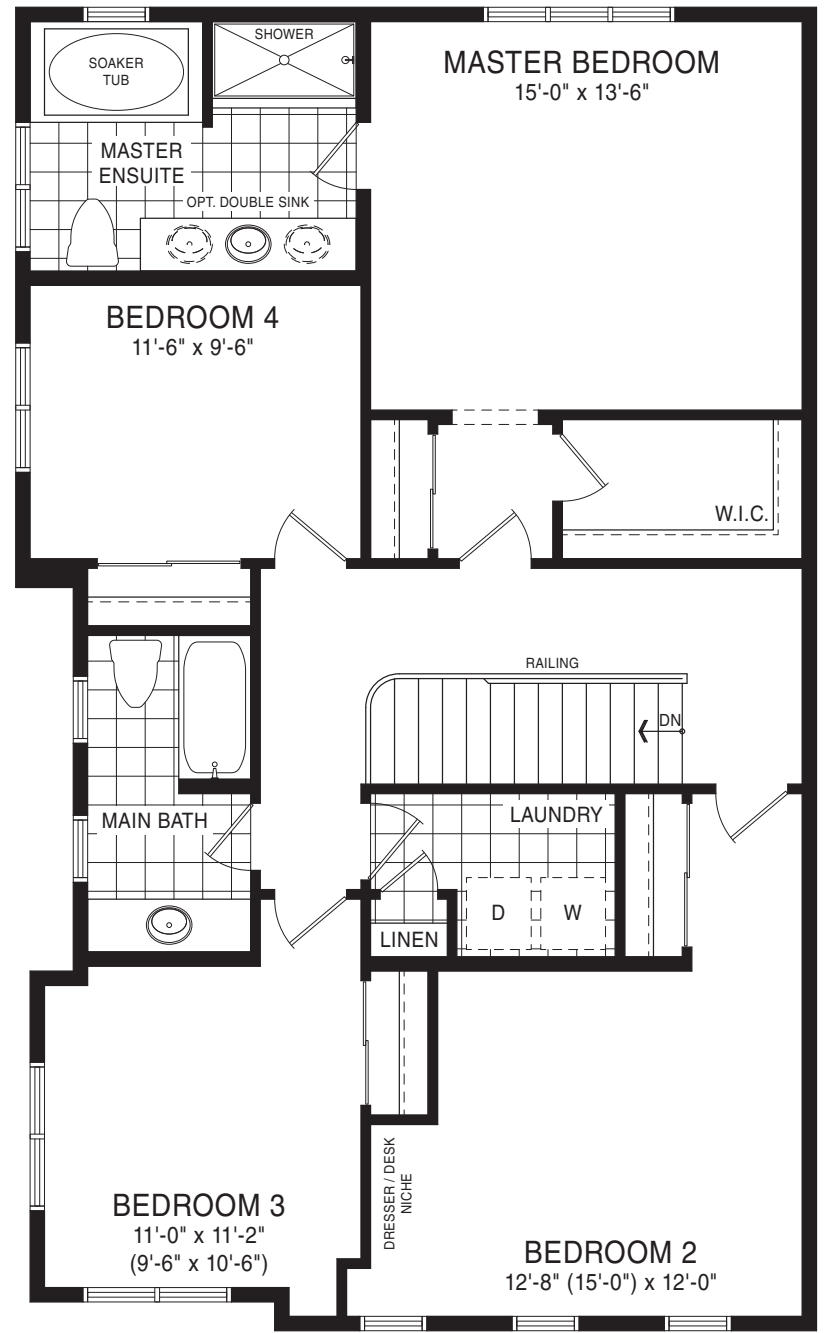 SHOWER
SOAKER
TUB
MASTER BEDROOM
15'-0" x 13'-6"
MASTER
ENSUITE
OPT. DOUBLE SINK
BEDROOM 4
11'-6" x 9'-6"
W.I.C.
RAILING
DN
MAIN BATH
LAUNDRY
D
W
LINEN
DRESSER / DESK
NICHE
BEDROOM 3
11'-0" x 11'-2"
(9'-6" x 10'-6")
BEDROOM 2
12'-8" (15'-0") x 12'-0"